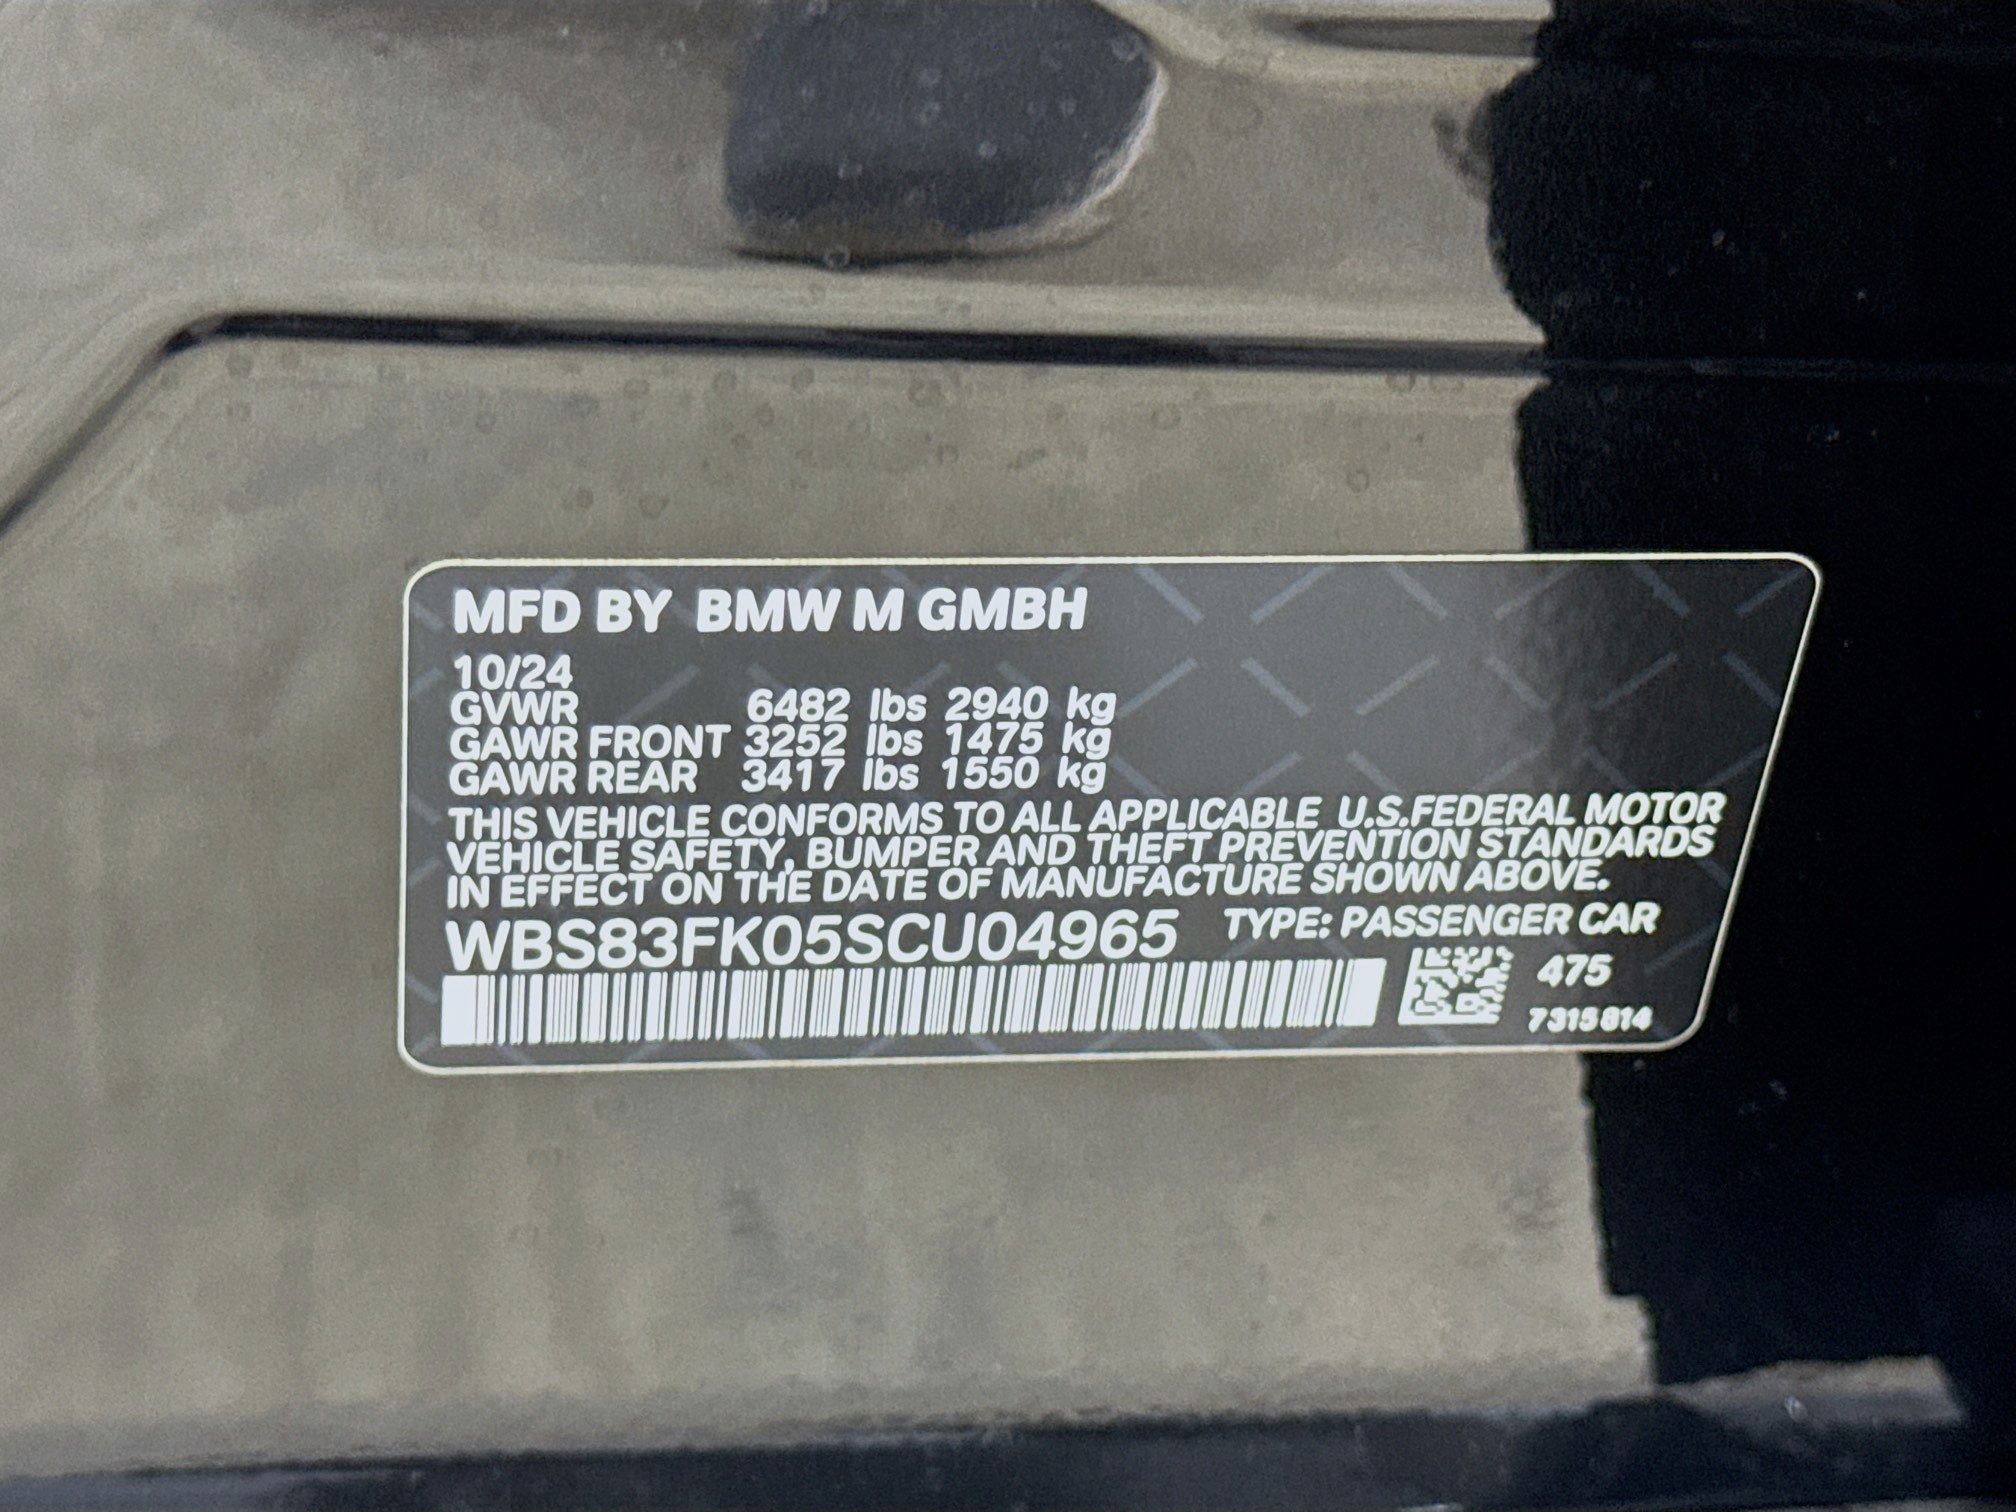 MFD BY BMW M GMBH
10/24
GVWR 6482 lbs 2940 kg
GAWR FRONT 3252 lbs 1475 kg
GAWR REAR 3417 lbs 1550 kg
THIS VEHICLE CONFORMS TO ALL APPLICABLE U.S.FEDERAL MOTOR
VEHICLE SAFETY, BUMPER AND THEFT PREVENTION STANDARDS
IN EFFECT ON THE DATE OF MANUFACTURE SHOWN ABOVE.
WBS83FK05SCU04965 TYPE: PASSENGER CAR
475
7315814